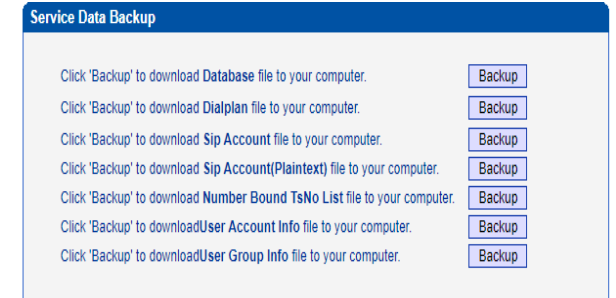 Service Data Backup
Click 'Backup' to download Database file to your computer. Backup
Click 'Backup' to download Dialplan file to your computer. Backup
Click 'Backup' to download Sip Account file to your computer. Backup
Click 'Backup' to download Sip Account(Plaintext) file to your computer. Backup
Click 'Backup' to download Number Bound TsNo List file to your computer. Backup
Click 'Backup' to downloadUser Account Info file to your computer. Backup
Click 'Backup' to downloadUser Group Info file to your computer. Backup